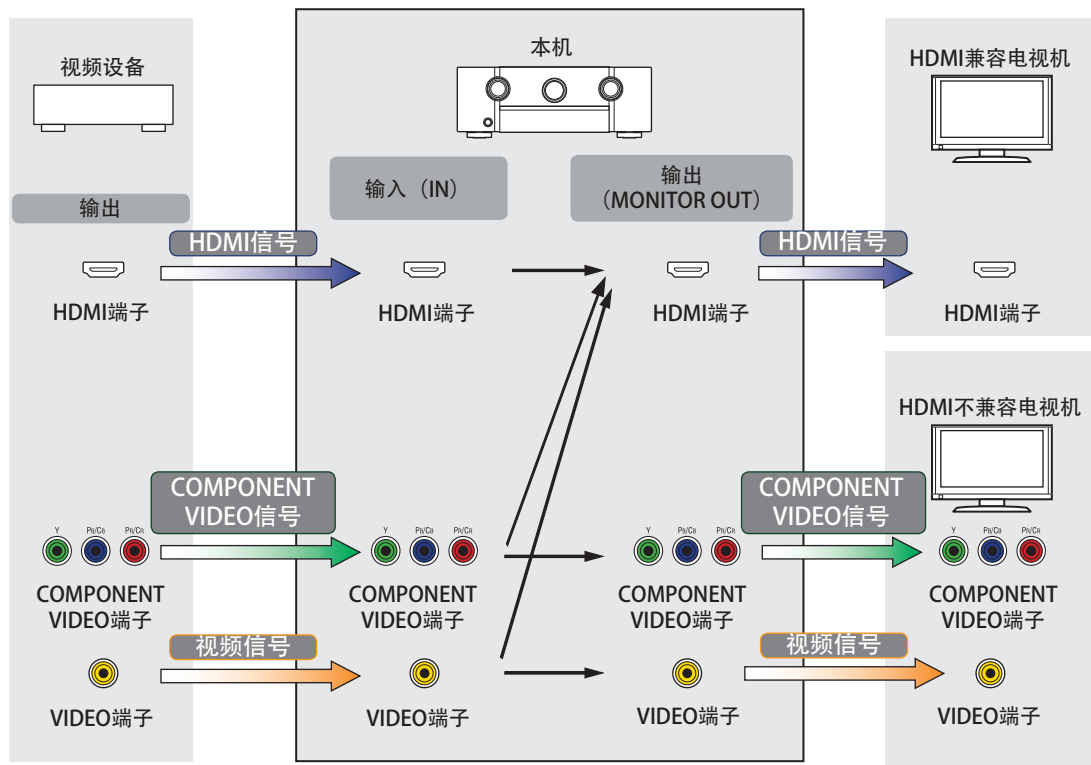 视频设备
本机
HDMI兼容电视机
输出
输入（IN）
输出
（MONITOR OUT）
HDMI信号
HDMI信号
HDMI端子
HDMI端子
HDMI端子
HDMI端子
HDMI不兼容电视机
COMPONENT
VIDEO信号
COMPONENT
VIDEO信号
Y PB/CB PR/CR
Y PB/CB PR/CR
Y PB/CB PR/CR
Y PB/CB PR/CR
COMPONENT
VIDEO端子
COMPONENT
VIDEO端子
COMPONENT
VIDEO端子
COMPONENT
VIDEO端子
视频信号
视频信号
VIDEO端子
VIDEO端子
VIDEO端子
VIDEO端子